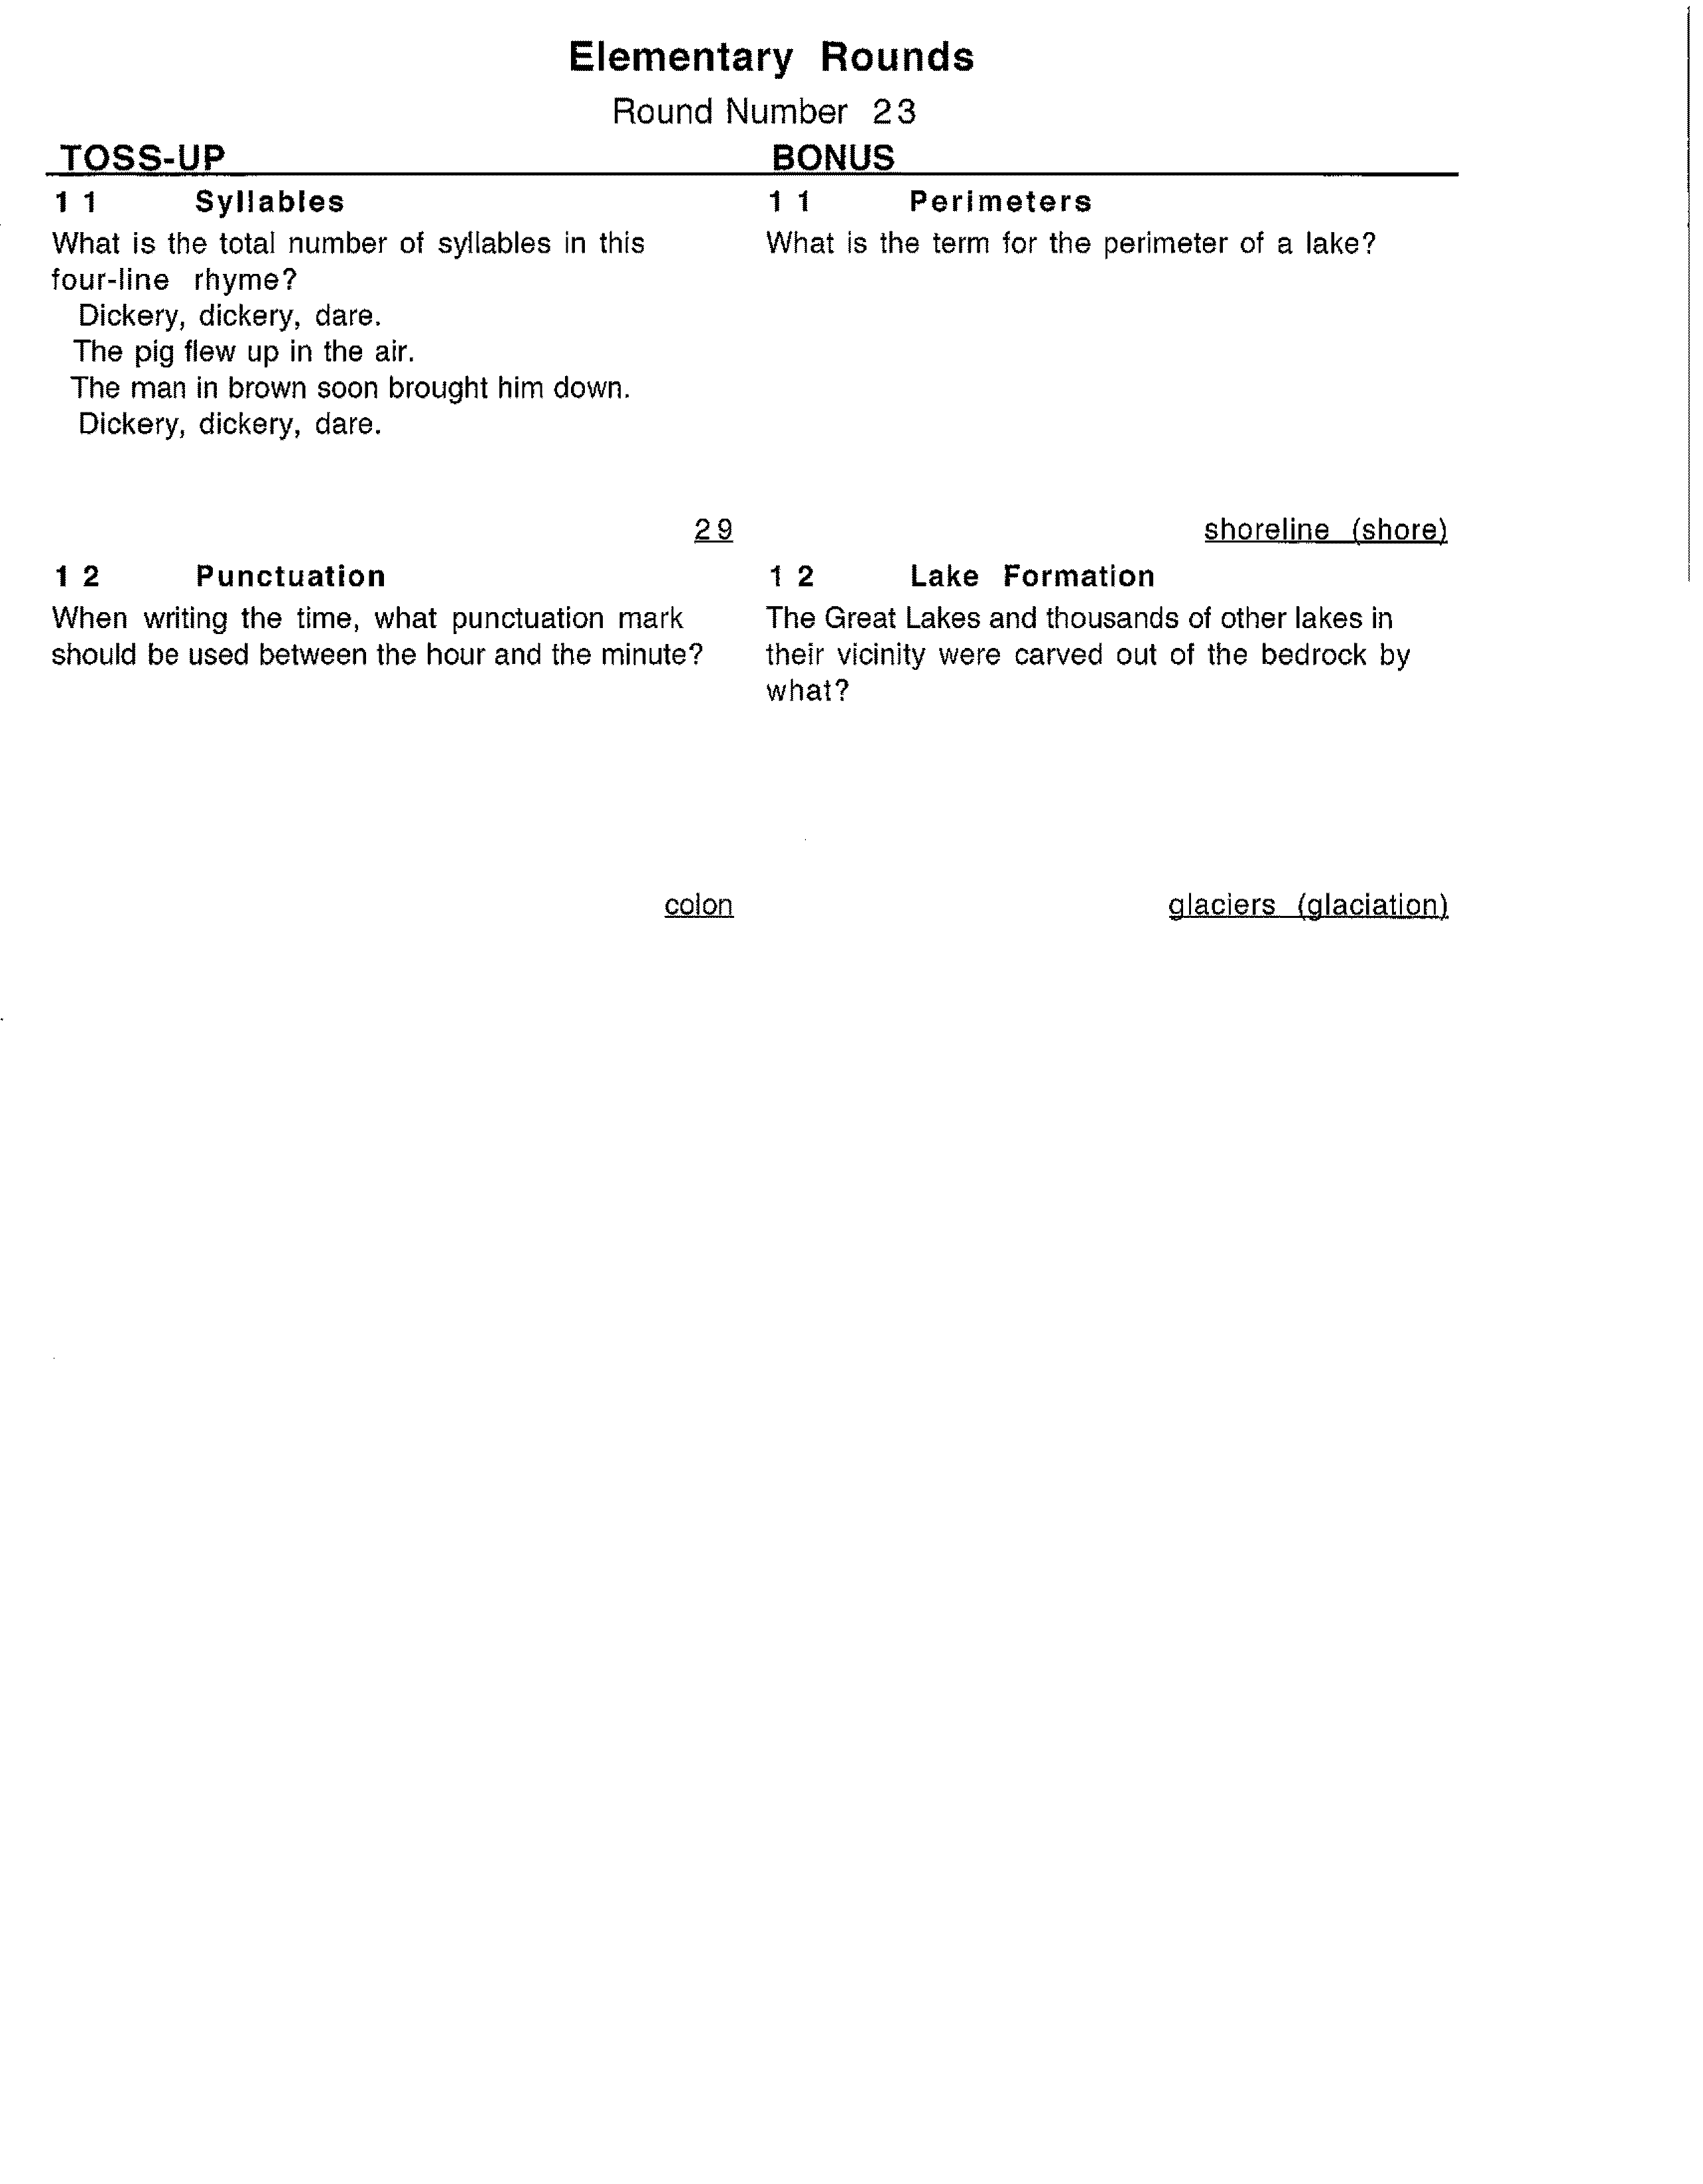 Elementary Rounds
Round Number 23
TOSS-UP
BONUS
11 Syllables
What is the total number of syllables in this
four-line rhyme?
Dickery, dickery, dare.
The pig flew up in the air.
The man in brown soon brought him down.
Dickery, dickery, dare.
29
11 Perimeters
What is the term for the perimeter of a lake?
shoreline (shore)
12 Punctuation
When writing the time, what punctuation mark
should be used between the hour and the minute?
colon
12 Lake Formation
The Great Lakes and thousands of other lakes in
their vicinity were carved out of the bedrock by
what?
glaciers (glaciation)